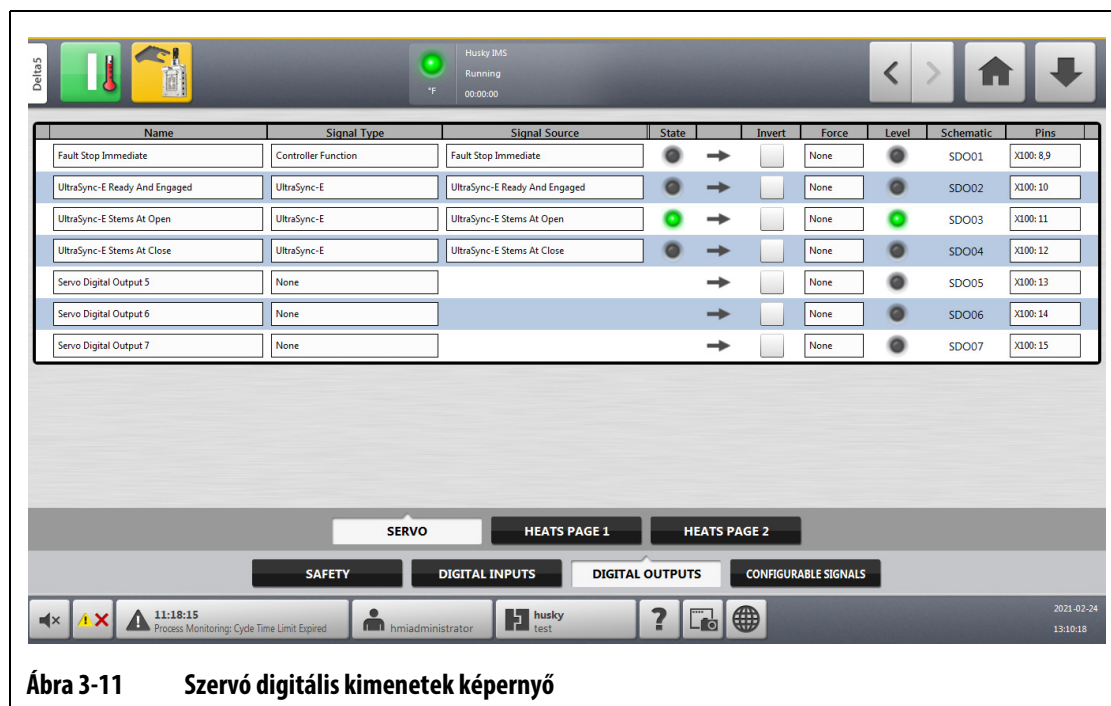 Delta5
Husky IMS
Running
°F 00:00:00
Name Signal Type Signal Source State Invert Force Level Schematic Pins
Fault Stop Immediate Controller Function Fault Stop Immediate None SDO01 X100: 8,9
UltraSync-E Ready And Engaged UltraSync-E UltraSync-E Ready And Engaged None SDO02 X100: 10
UltraSync-E Stems At Open UltraSync-E UltraSync-E Stems At Open None SDO03 X100: 11
UltraSync-E Stems At Close UltraSync-E UltraSync-E Stems At Close None SDO04 X100: 12
Servo Digital Output 5 None None SDO05 X100: 13
Servo Digital Output 6 None None SDO06 X100: 14
Servo Digital Output 7 None None SDO07 X100: 15
SERVO HEATS PAGE 1 HEATS PAGE 2
SAFETY DIGITAL INPUTS DIGITAL OUTPUTS CONFIGURABLE SIGNALS
11:18:15
Process Monitoring: Cycle Time Limit Expired
hmiadministrator
husky
test
?
2021-02-24
13:10:18
Ábra 3-11 Szervó digitális kimenetek képernyő